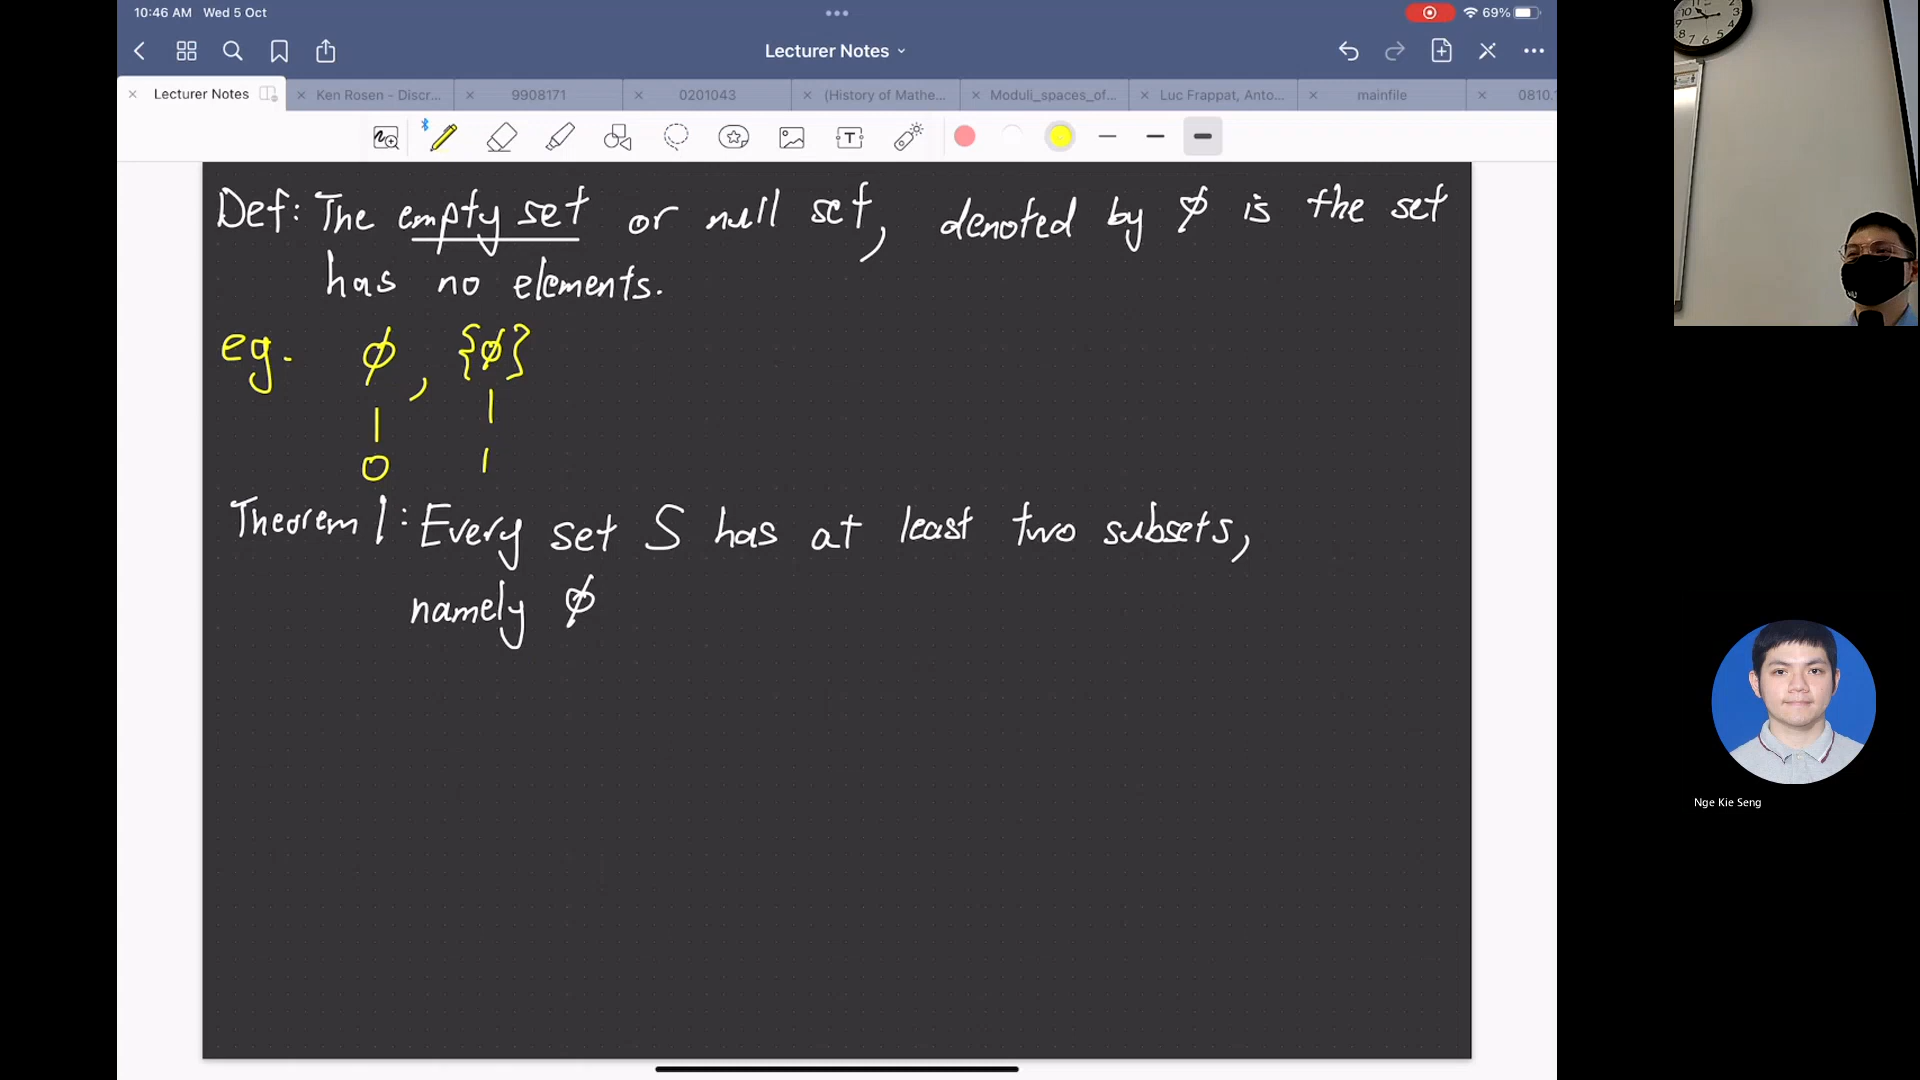 10:46 AM Wed 5 Oct
69%
Lecturer Notes
Lecturer Notes
Ken Rosen - Discr...
9908171
0201043
(History of Mathe...
Moduli_spaces_of...
Luc Frappat, Anto...
mainfile
0810.
Def: The empty set or null set, denoted by ∅ is the set
has no elements.
eg. ∅, {∅}
0 1
Theorem 1: Every set S has at least two subsets,
namely ∅
Nge Kie Seng